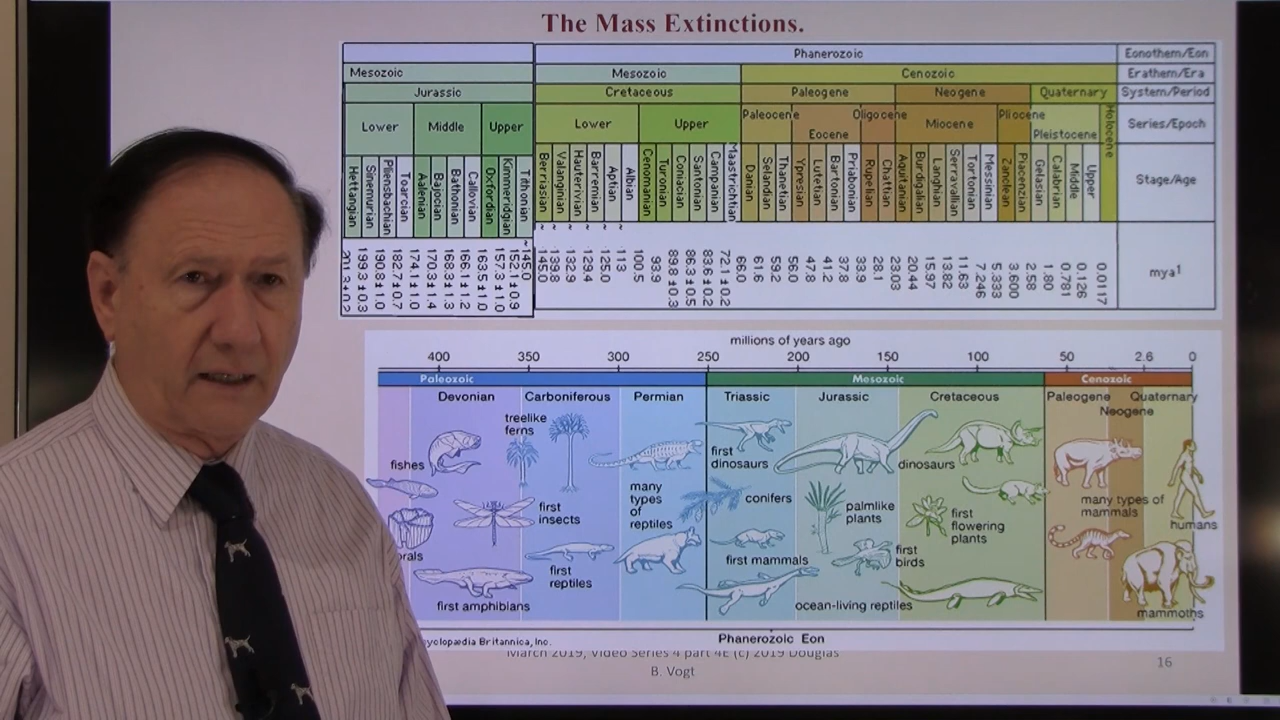 The Mass Extinctions.
Phanerozoic Eonothem/Eon
Mesozoic Mesozoic Cenozoic Erathem/Era
Jurassic Cretaceous Paleogene Neogene Quaternary System/Period
Lower Middle Upper Lower Upper Paleocene Eocene Oligocene Miocene Pliocene Pleistocene Holocene Series/Epoch
Hettangian Sinemurian Pliensbachian Toarcian Aalenian Bajocian Bathonian Callovian Oxfordian Kimmeridgian Tithonian Berriasian Valanginian Hauterivian Barremian Aptian Albian Cenomanian Turonian Coniacian Santonian Campanian Maastrichtian Danian Selandian Thanetian Ypresian Lutetian Bartonian Priabonian Rupelian Chattian Aquitanian Burdigalian Langhian Serravallian Tortonian Messinian Zanclean Piacenzian Gelasian Calabrian Middle Upper Stage/Age
201.3 ± 0.2 199.3 ± 0.3 190.8 ± 1.0 182.7 ± 0.7 174.1 ± 1.0 170.3 ± 1.4 168.3 ± 1.3 166.1 ± 1.2 163.5 ± 1.0 157.3 ± 1.0 152.1 ± 0.9 ~145.0 ~145.0 ~139.8 ~132.9 ~129.4 ~125.0 ~113 100.5 93.9 89.8 ± 0.3 86.3 ± 0.5 83.6 ± 0.2 72.1 ± 0.2 66.0 61.6 59.2 56.0 47.8 41.2 37.8 33.9 28.1 23.03 20.44 15.97 13.82 11.63 7.246 5.333 3.600 2.58 1.80 0.781 0.126 0.0117 mya1
millions of years ago
400 350 300 250 200 150 100 50 2.6 0
Paleozoic Mesozoic Cenozoic
Devonian Carboniferous Permian Triassic Jurassic Cretaceous Paleogene Quaternary
Neogene
treelike
ferns
fishes
first
dinosaurs
dinosaurs
many
types
of
reptiles
conifers
palmlike
plants
first
flowering
plants
many types of
mammals
first
insects
humans
orals
first
reptiles
first mammals
first
birds
first amphibians
ocean-living reptiles
mammoths
yclopædia Britannica, Inc.
Phanerozoic Eon
March 2019, Video Series 4 part 4E (c) 2019 Douglas
B. Vogt
16